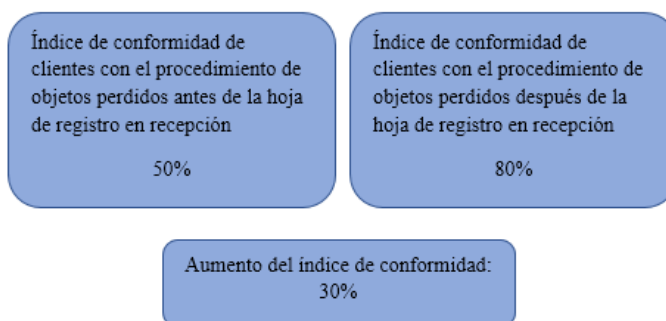 Índice de conformidad de
clientes con el procedimiento de
objetos perdidos antes de la hoja
de registro en recepción
50%
Índice de conformidad de
clientes con el procedimiento de
objetos perdidos después de la
hoja de registro en recepción
80%
Aumento del índice de conformidad:
30%